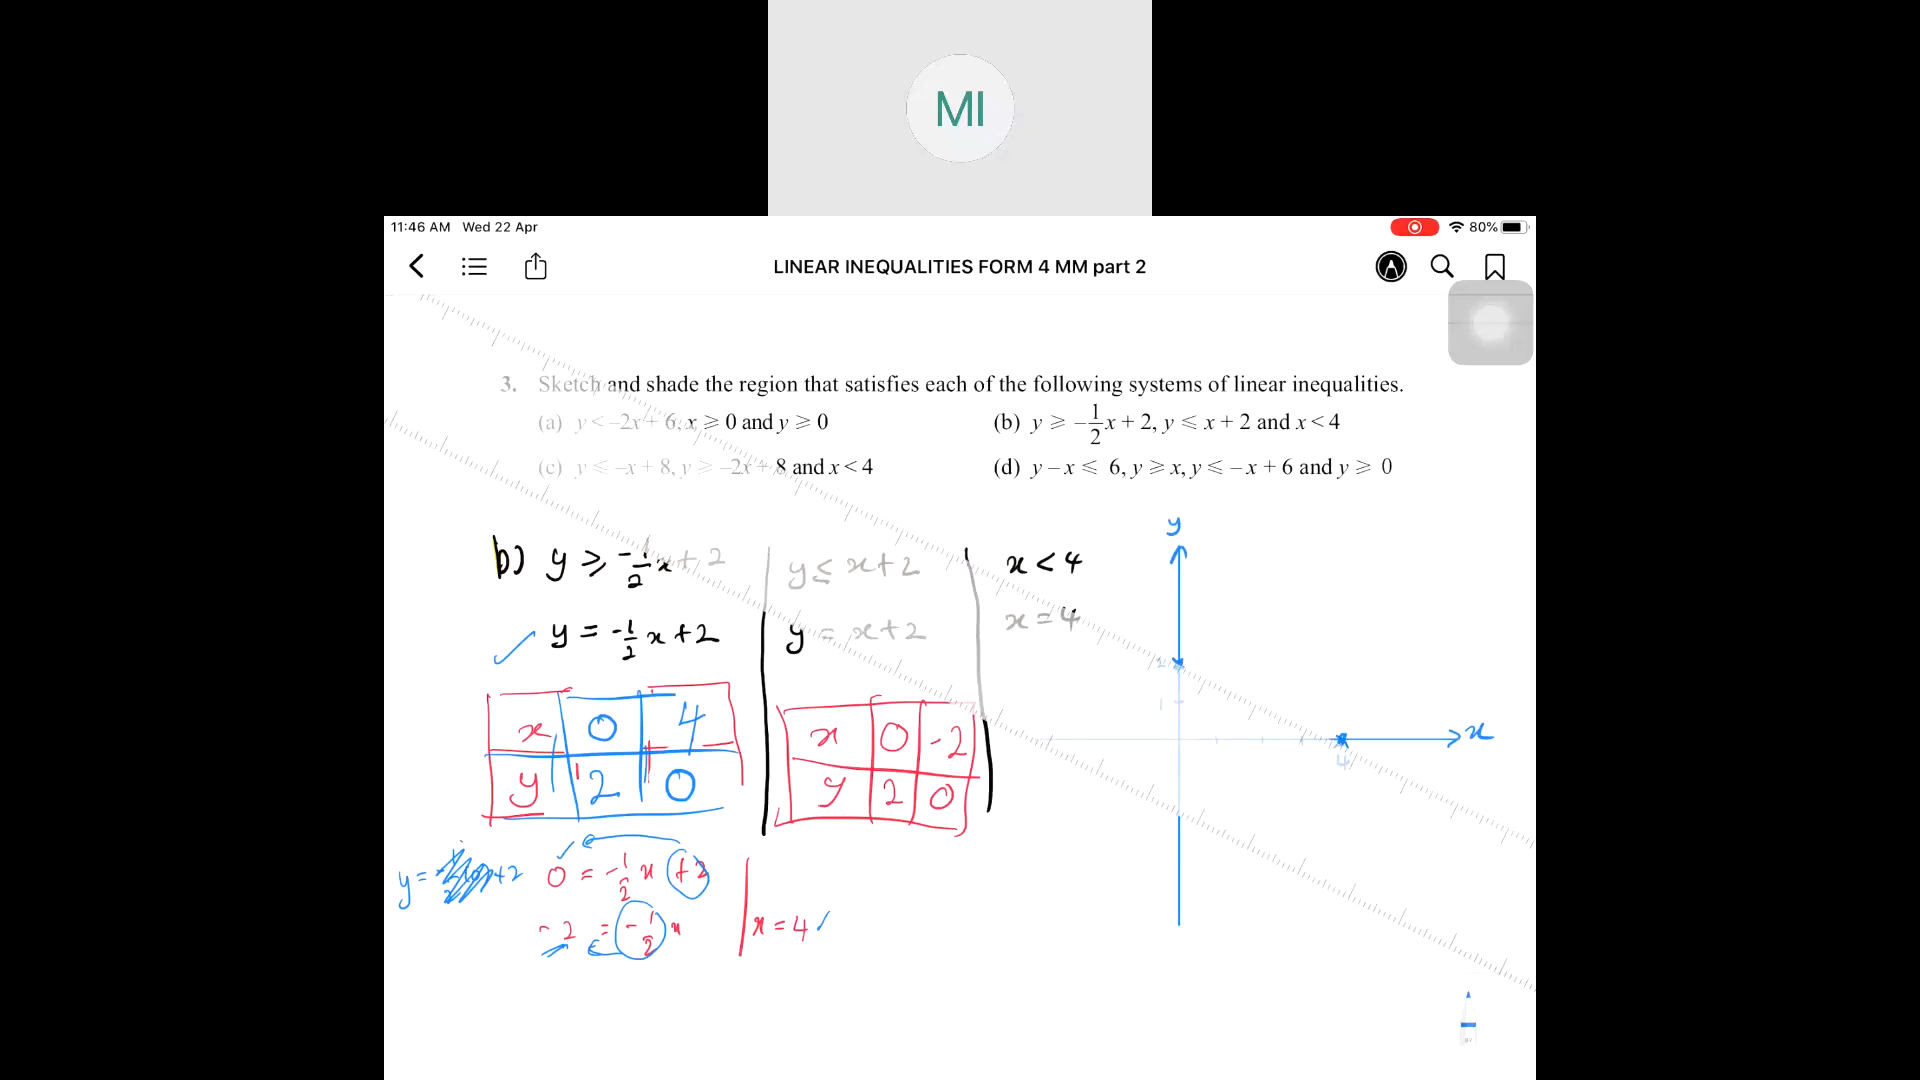 MI
11:46 AM Wed 22 Apr
80%
LINEAR INEQUALITIES FORM 4 MM part 2
3. Sketch and shade the region that satisfies each of the following systems of linear inequalities.
(a) y < –2x + 6, x ⩾ 0 and y ⩾ 0
(b) y ⩾ –1/2x + 2, y ⩽ x + 2 and x < 4
(c) y ⩽ –x + 8, y ⩾ –2x + 8 and x < 4
(d) y – x ⩽ 6, y ⩾ x, y ⩽ – x + 6 and y ⩾ 0
b) y ⩾ -1/2 x + 2
y ≤ x + 2
x < 4
y = -1/2 x + 2
y = x + 2
x = 4
x 0 4
y 2 0
x 0 -2
y 2 0
y
2
1
x
4
y = +2
0 = -1/2 x + 2
-2 = -1/2 x
x = 4